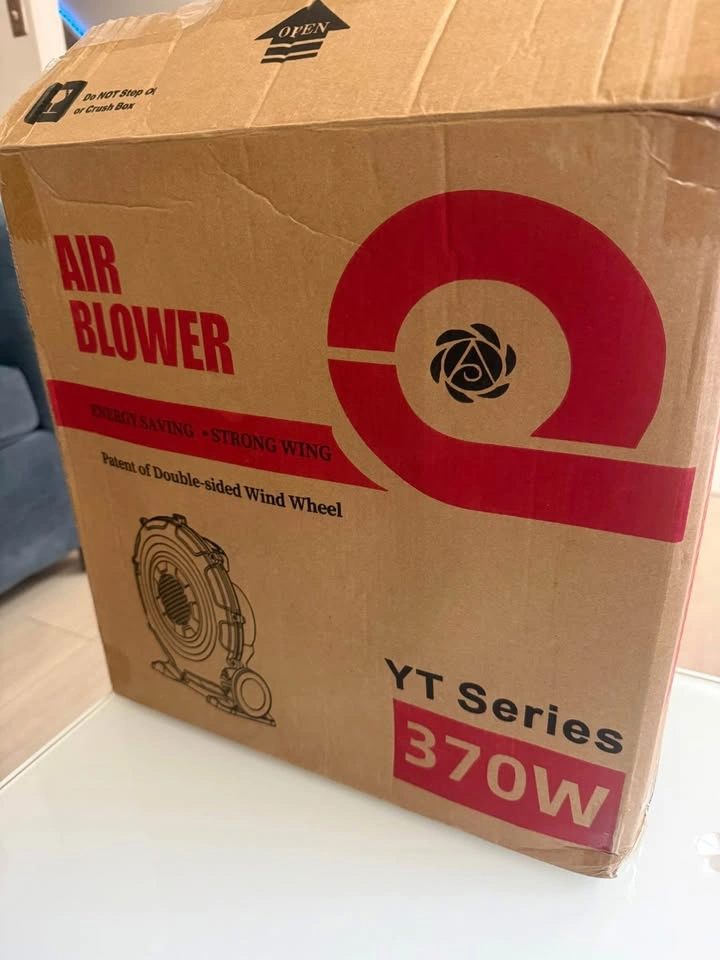 OPEN
Do NOT Step O
or Crush Box
AIR
BLOWER
ENERGY SAVING • STRONG WING
Patent of Double-sided Wind Wheel
YT Series
370W